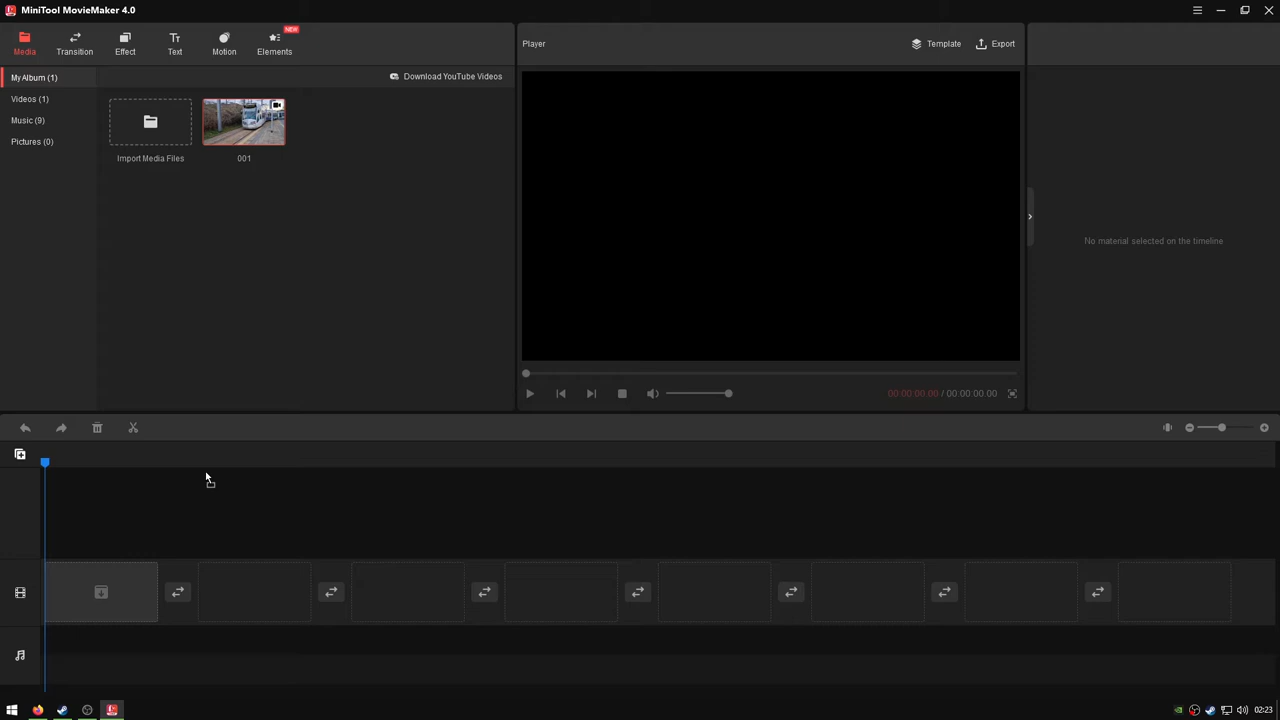 MiniTool MovieMaker 4.0
NEW
Media
Transition
Effect
Text
Motion
Elements
Player
Template
Export
My Album (1)
Download YouTube Videos
Videos (1)
Music (9)
Pictures (0)
Import Media Files
001
No material selected on the timeline
00:00:00.00 / 00:00:00.00
02:23